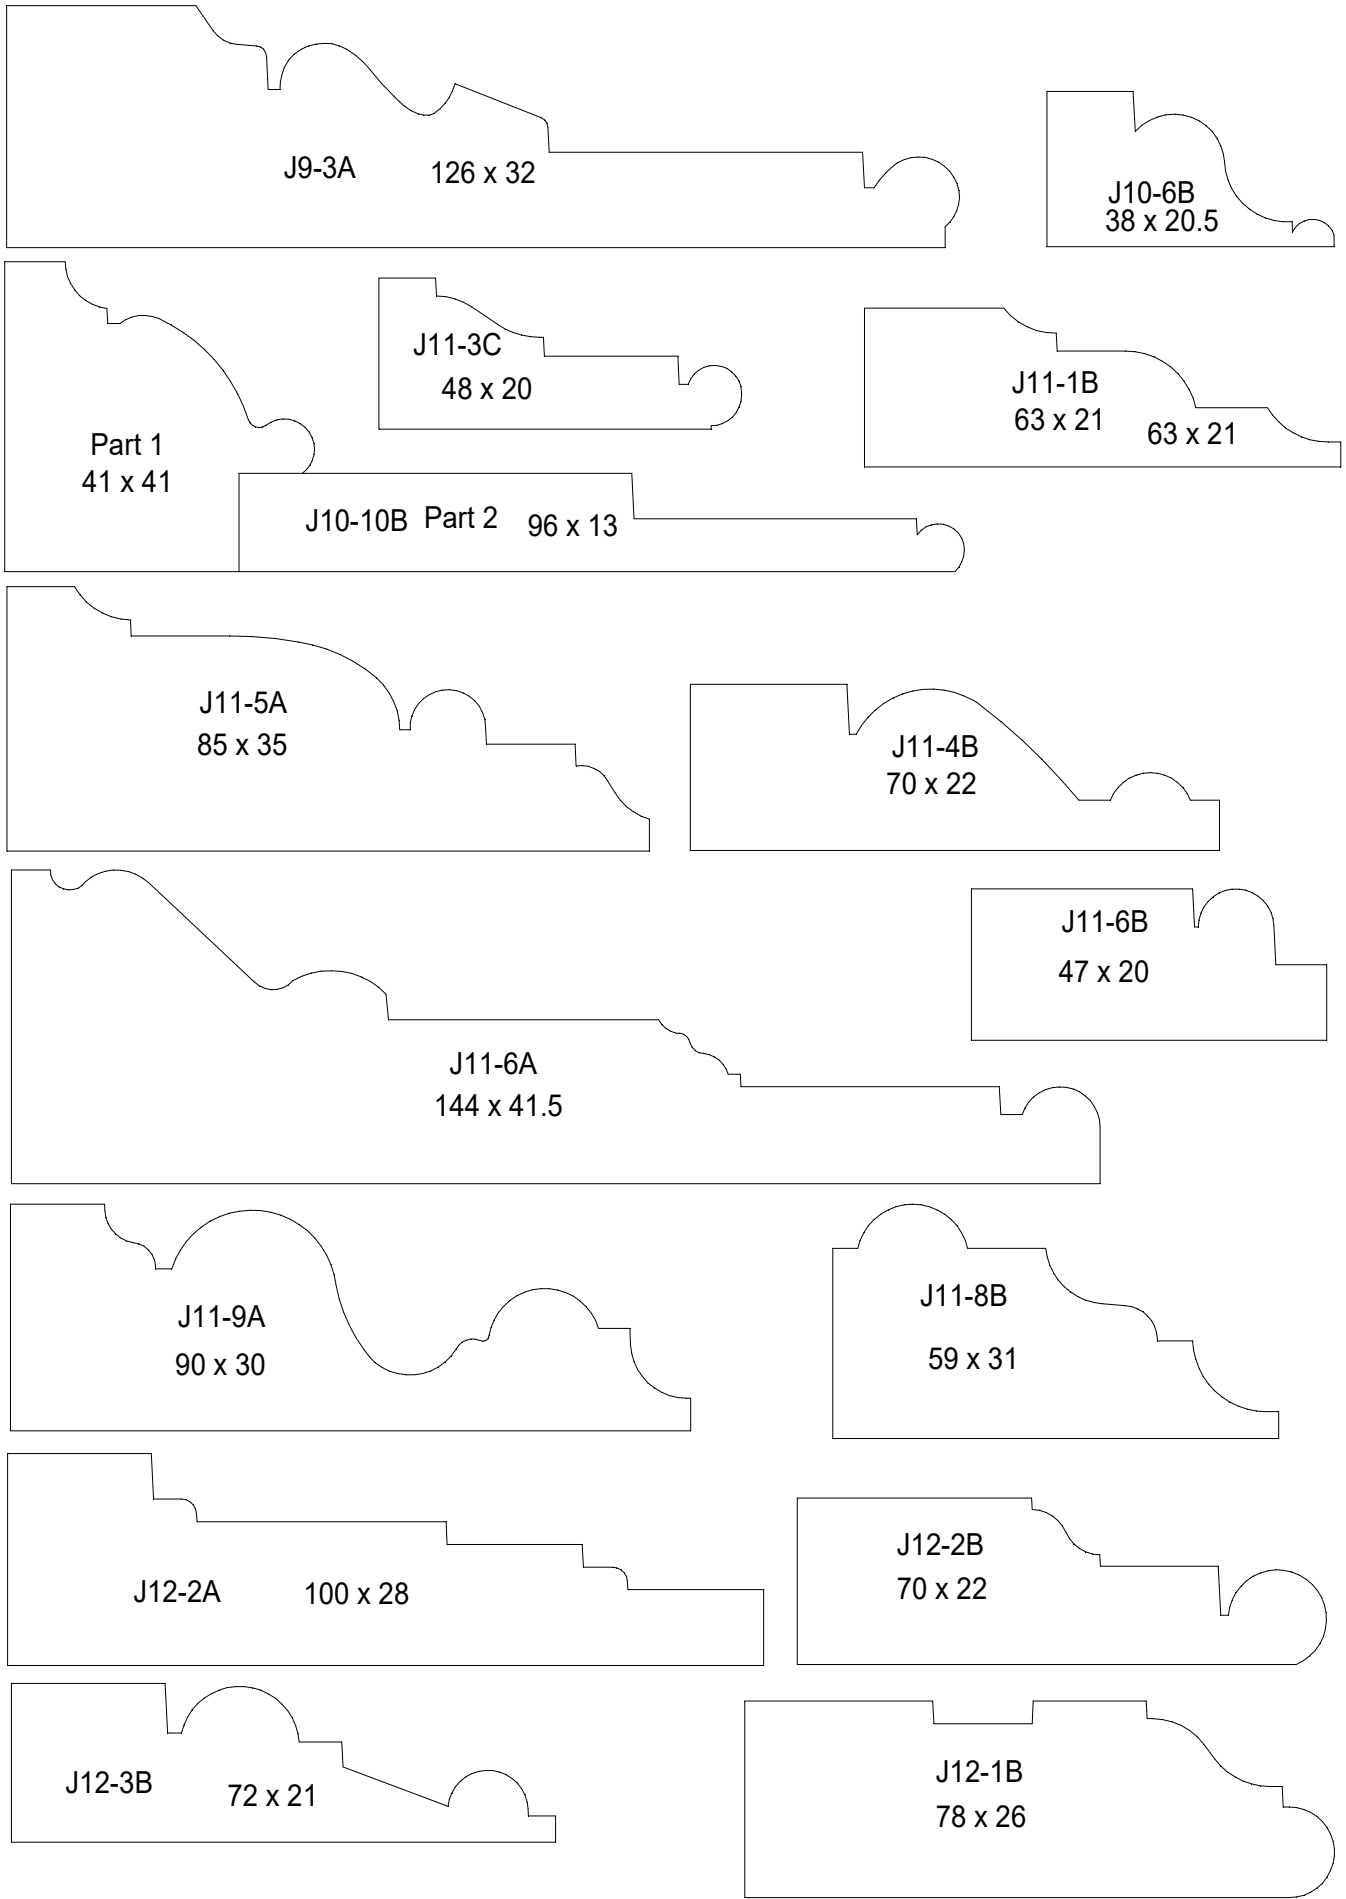 J9-3A
126 x 32
J10-6B
38 x 20.5
J11-3C
48 x 20
J11-1B
63 x 21
63 x 21
Part 1
41 x 41
J10-10B Part 2 96 x 13
J11-5A
85 x 35
J11-4B
70 x 22
J11-6B
47 x 20
J11-6A
144 x 41.5
J11-9A
90 x 30
J11-8B
59 x 31
J12-2A 100 x 28
J12-2B
70 x 22
J12-3B 72 x 21
J12-1B
78 x 26